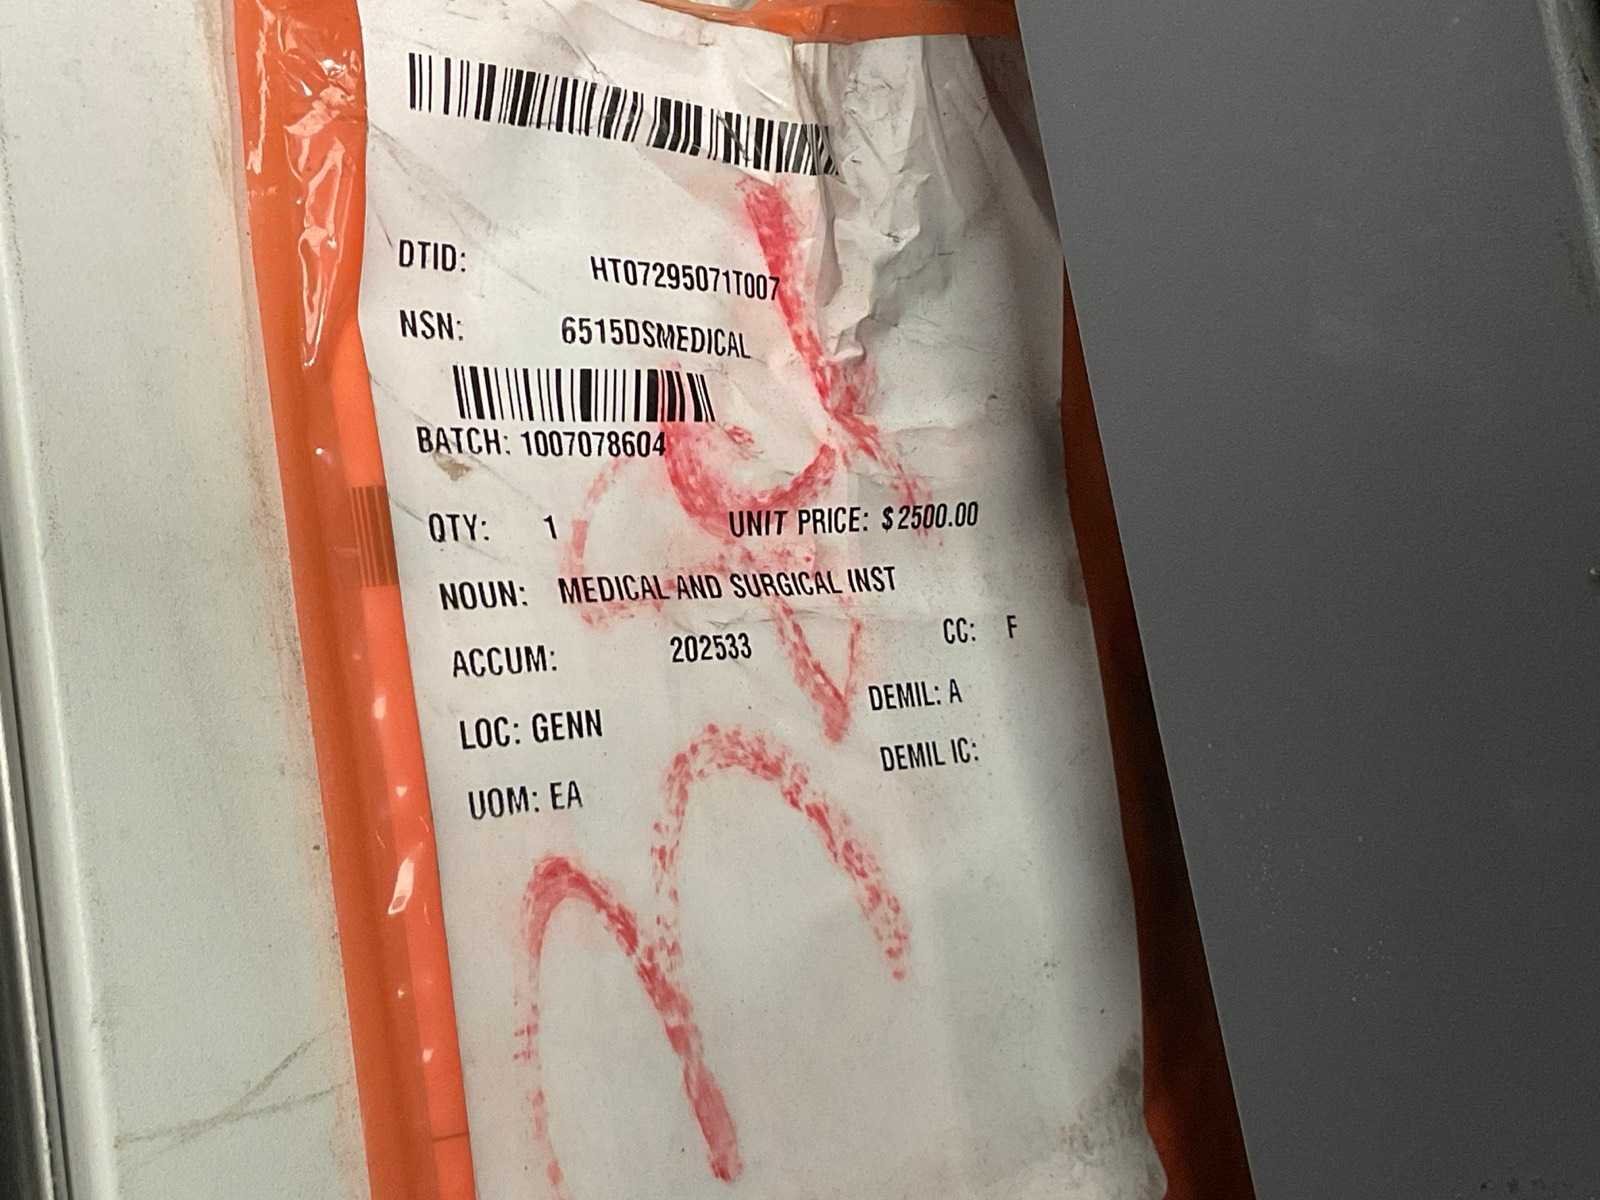 DTID: HT07295071T007
NSN: 6515DSMEDICAL
BATCH: 1007078604
QTY: 1 UNIT PRICE: $2500.00
NOUN: MEDICAL AND SURGICAL INST
ACCUM: 202533 CC: F
LOC: GENN DEMIL: A
UOM: EA DEMIL IC: